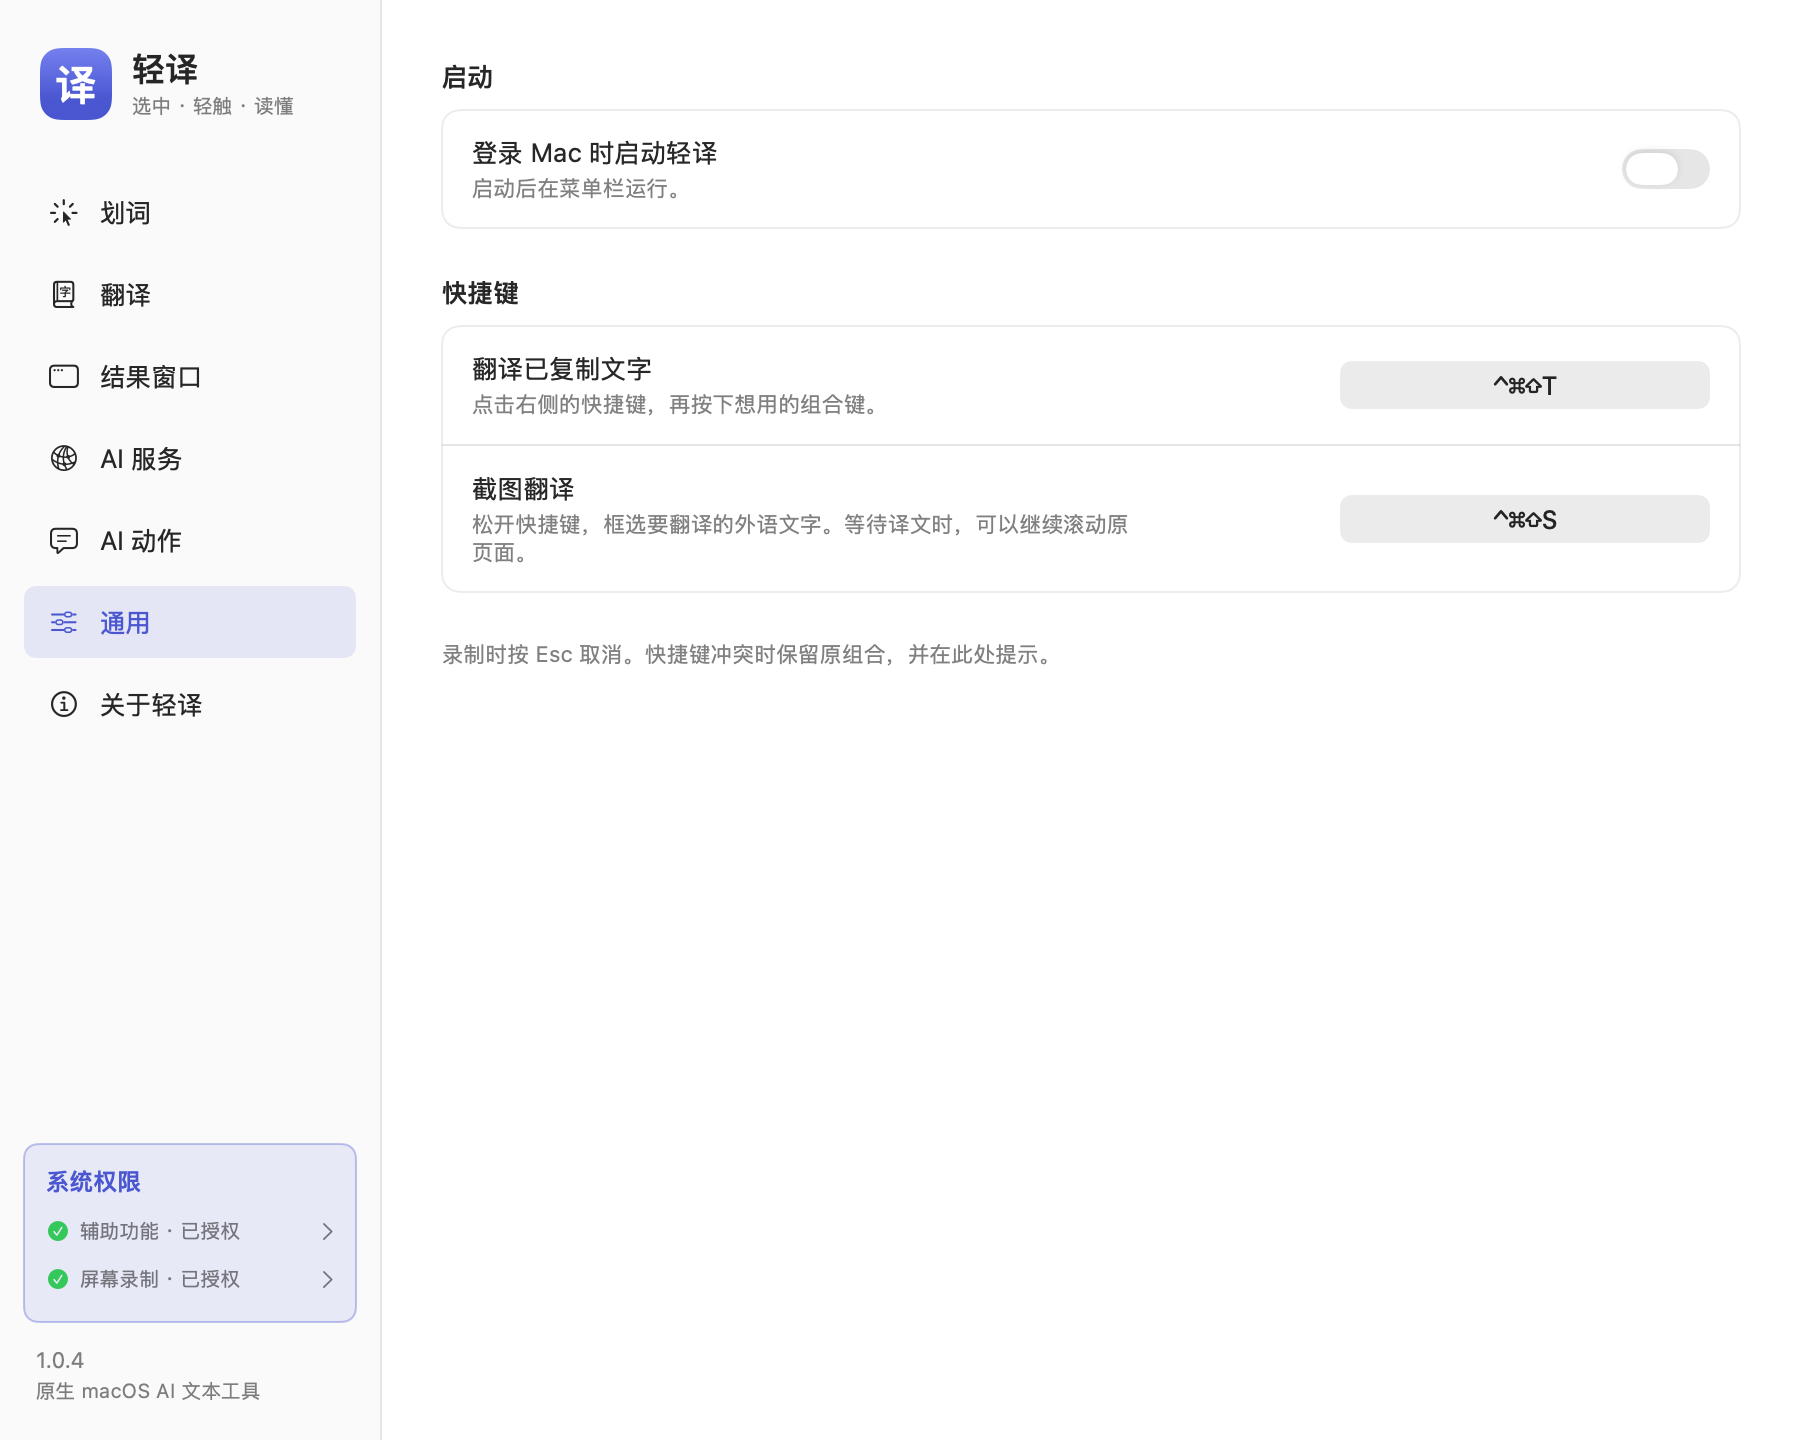 译
轻译
选中 · 轻触 · 读懂
划词
字
翻译
结果窗口
AI 服务
AI 动作
通用
关于轻译
系统权限
辅助功能 · 已授权
屏幕录制 · 已授权
1.0.4
原生 macOS AI 文本工具
启动
登录 Mac 时启动轻译
启动后在菜单栏运行。
快捷键
翻译已复制文字
点击右侧的快捷键，再按下想用的组合键。
^⌘⇧T
截图翻译
松开快捷键，框选要翻译的外语文字。等待译文时，可以继续滚动原
页面。
^⌘⇧S
录制时按 Esc 取消。快捷键冲突时保留原组合，并在此处提示。